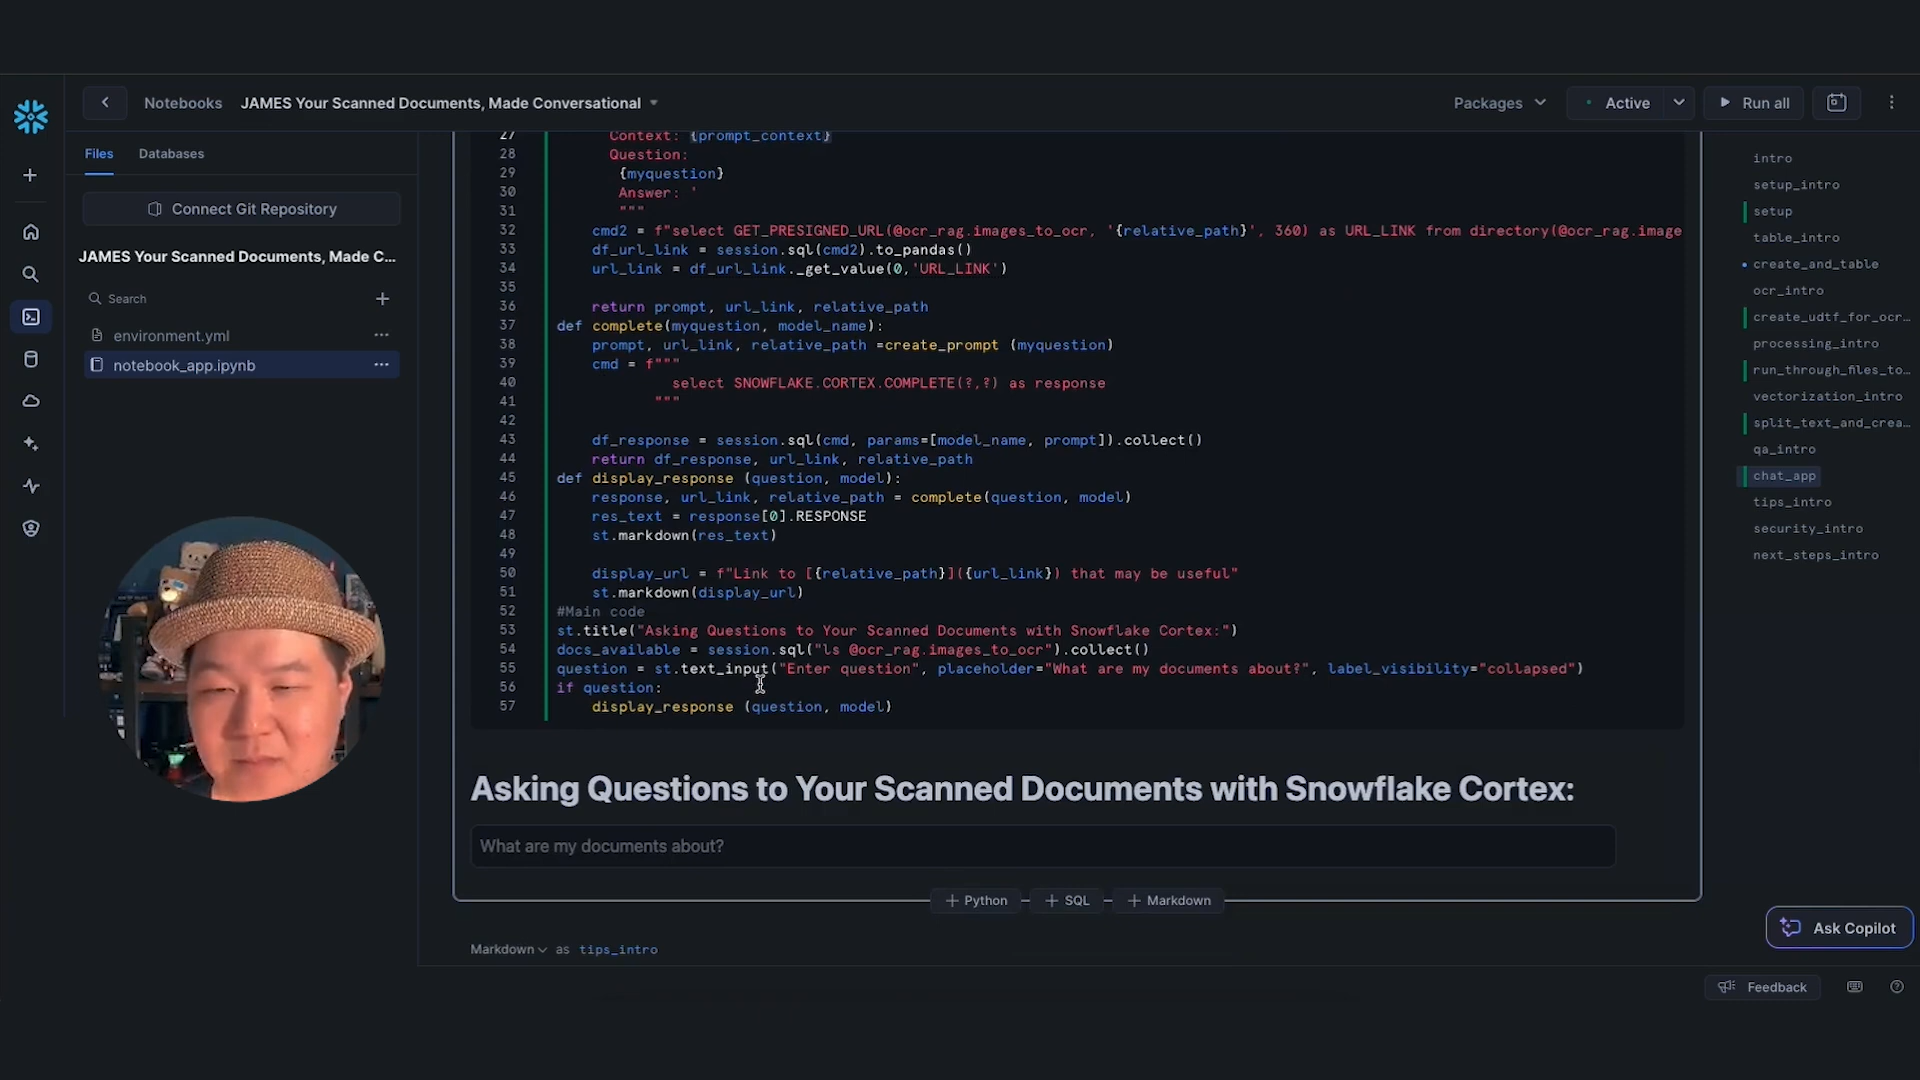 Notebooks
JAMES Your Scanned Documents, Made Conversational
Packages
Active
Run all
Files
Databases
Connect Git Repository
JAMES Your Scanned Documents, Made C...
Search
environment.yml
notebook_app.ipynb
27 Context: {prompt_context}
28 Question:
29 {myquestion}
30 Answer: '
31 """
32 cmd2 = f"select GET_PRESIGNED_URL(@ocr_rag.images_to_ocr, '{relative_path}', 360) as URL_LINK from directory(@ocr_rag.image
33 df_url_link = session.sql(cmd2).to_pandas()
34 url_link = df_url_link._get_value(0,'URL_LINK')
35
36 return prompt, url_link, relative_path
37 def complete(myquestion, model_name):
38 prompt, url_link, relative_path =create_prompt (myquestion)
39 cmd = f"""
40 select SNOWFLAKE.CORTEX.COMPLETE(?,?) as response
41 """
42
43 df_response = session.sql(cmd, params=[model_name, prompt]).collect()
44 return df_response, url_link, relative_path
45 def display_response (question, model):
46 response, url_link, relative_path = complete(question, model)
47 res_text = response[0].RESPONSE
48 st.markdown(res_text)
49
50 display_url = f"Link to [{relative_path}]({url_link}) that may be useful"
51 st.markdown(display_url)
52 #Main code
53 st.title("Asking Questions to Your Scanned Documents with Snowflake Cortex:")
54 docs_available = session.sql("ls @ocr_rag.images_to_ocr").collect()
55 question = st.text_input("Enter question", placeholder="What are my documents about?", label_visibility="collapsed")
56 if question:
57 display_response (question, model)
Asking Questions to Your Scanned Documents with Snowflake Cortex:
What are my documents about?
+ Python
+ SQL
+ Markdown
Markdown as tips_intro
intro
setup_intro
setup
table_intro
create_and_table
ocr_intro
create_udtf_for_ocr...
processing_intro
run_through_files_to...
vectorization_intro
split_text_and_crea...
qa_intro
chat_app
tips_intro
security_intro
next_steps_intro
Ask Copilot
Feedback